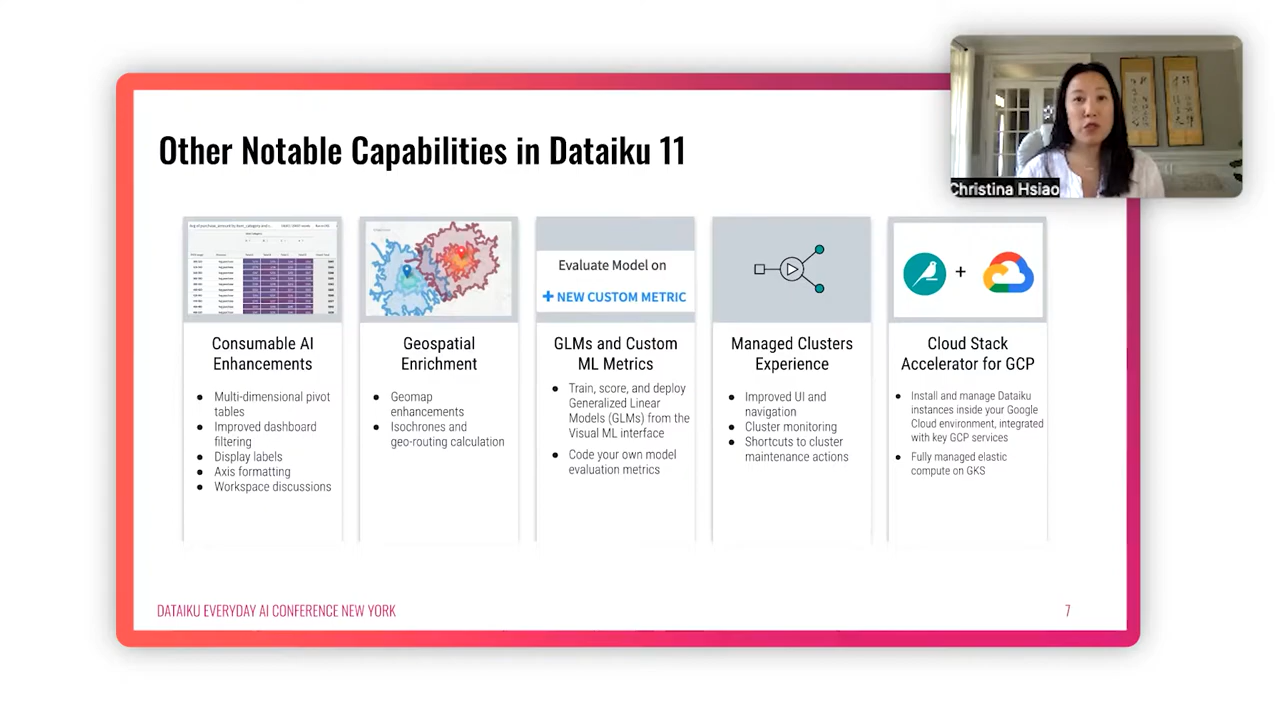 Other Notable Capabilities in Dataiku 11
Christina Hsiao
Evaluate Model on
+ NEW CUSTOM METRIC
+
Consumable AI
Enhancements
• Multi-dimensional pivot
tables
• Improved dashboard
filtering
• Display labels
• Axis formatting
• Workspace discussions
Geospatial
Enrichment
• Geomap
enhancements
• Isochrones and
geo-routing calculation
GLMs and Custom
ML Metrics
• Train, score, and deploy
Generalized Linear
Models (GLMs) from the
Visual ML interface
• Code your own model
evaluation metrics
Managed Clusters
Experience
• Improved UI and
navigation
• Cluster monitoring
• Shortcuts to cluster
maintenance actions
Cloud Stack
Accelerator for GCP
• Install and manage Dataiku
instances inside your Google
Cloud environment, integrated
with key GCP services
• Fully managed elastic
compute on GKS
DATAIKU EVERYDAY AI CONFERENCE NEW YORK
7